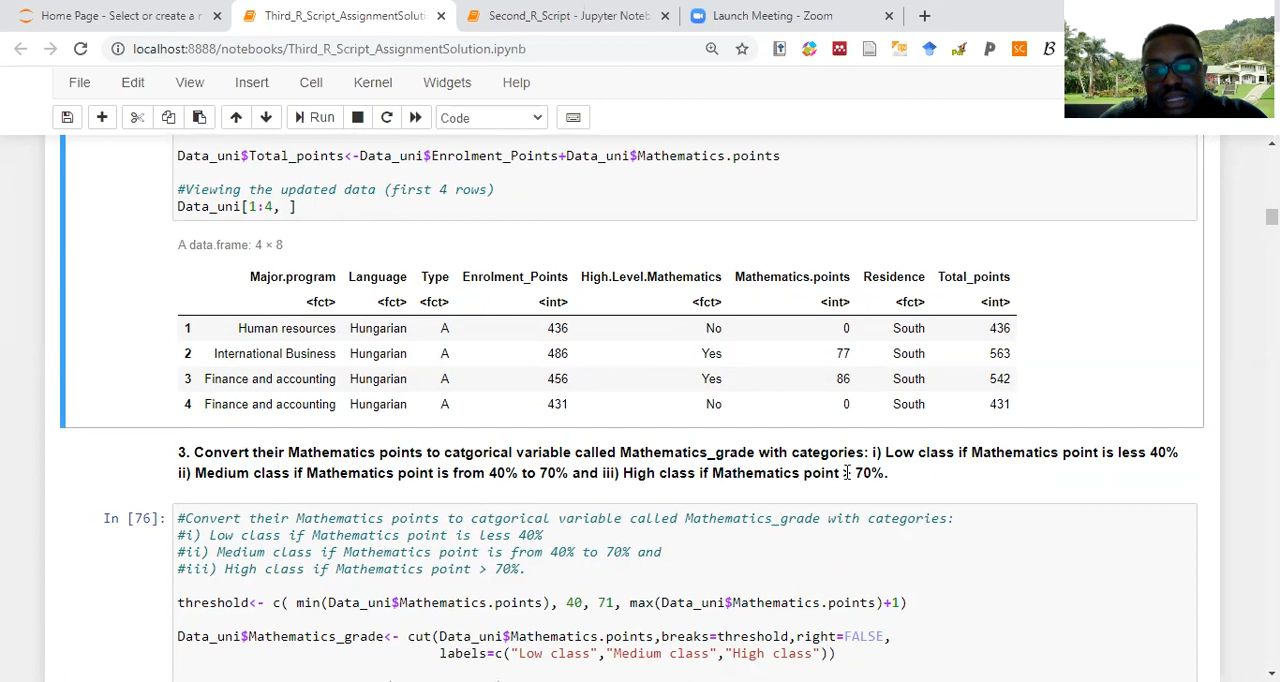 Home Page - Select or create a r
Third_R_Script_AssignmentSoluti
Second_R_Script - Jupyter Noteb
Launch Meeting - Zoom
localhost:8888/notebooks/Third_R_Script_AssignmentSolution.ipynb
SC
File Edit View Insert Cell Kernel Widgets Help
Run
Code
Data_uni$Total_points<-Data_uni$Enrolment_Points+Data_uni$Mathematics.points
#Viewing the updated data (first 4 rows)
Data_uni[1:4, ]
A data.frame: 4 × 8
Major.program Language Type Enrolment_Points High.Level.Mathematics Mathematics.points Residence Total_points
<fct> <fct> <fct> <int> <fct> <int> <fct> <int>
1 Human resources Hungarian A 436 No 0 South 436
2 International Business Hungarian A 486 Yes 77 South 563
3 Finance and accounting Hungarian A 456 Yes 86 South 542
4 Finance and accounting Hungarian A 431 No 0 South 431
3. Convert their Mathematics points to catgorical variable called Mathematics_grade with categories: i) Low class if Mathematics point is less 40%
ii) Medium class if Mathematics point is from 40% to 70% and iii) High class if Mathematics point > 70%.
In [76]:
#Convert their Mathematics points to catgorical variable called Mathematics_grade with categories:
#i) Low class if Mathematics point is less 40%
#ii) Medium class if Mathematics point is from 40% to 70% and
#iii) High class if Mathematics point > 70%.
threshold<- c( min(Data_uni$Mathematics.points), 40, 71, max(Data_uni$Mathematics.points)+1)
Data_uni$Mathematics_grade<- cut(Data_uni$Mathematics.points,breaks=threshold,right=FALSE,
labels=c("Low class","Medium class","High class"))